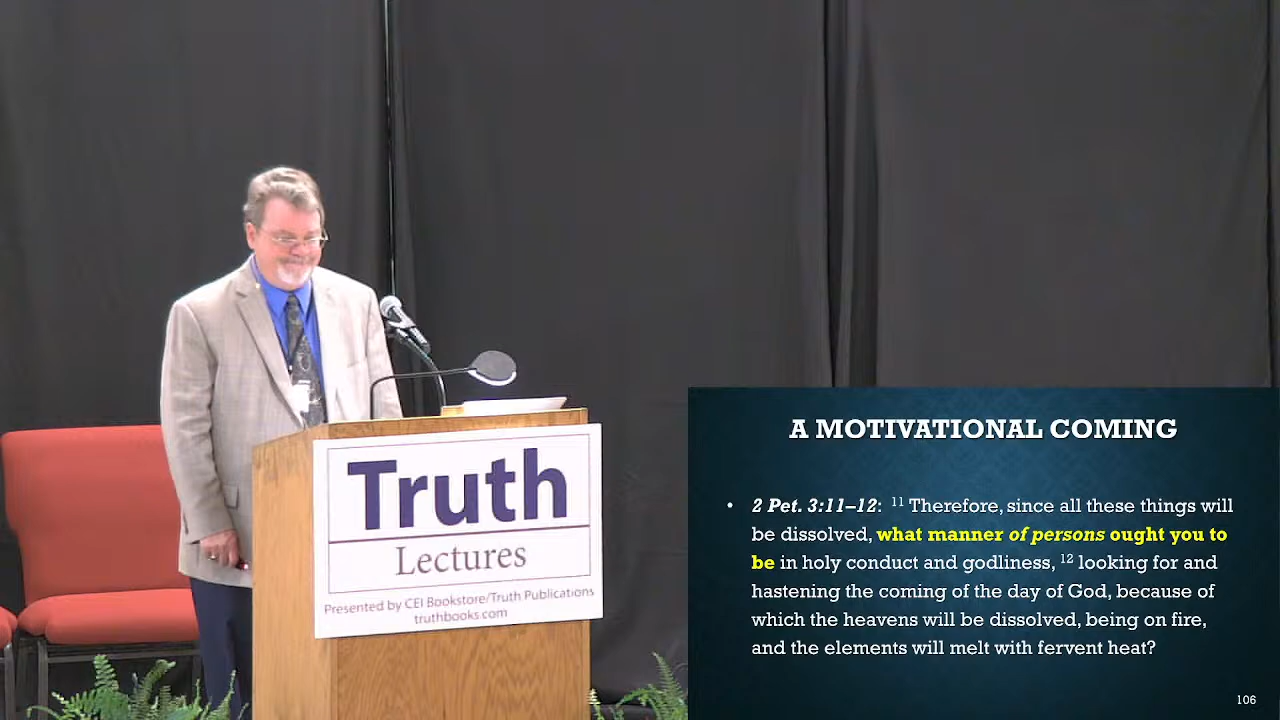 Truth
Lectures
Presented by CEI Bookstore/Truth Publications
truthbooks.com
A MOTIVATIONAL COMING
• 2 Pet. 3:11–12: 11 Therefore, since all these things will
be dissolved, what manner of persons ought you to
be in holy conduct and godliness, 12 looking for and
hastening the coming of the day of God, because of
which the heavens will be dissolved, being on fire,
and the elements will melt with fervent heat?
106